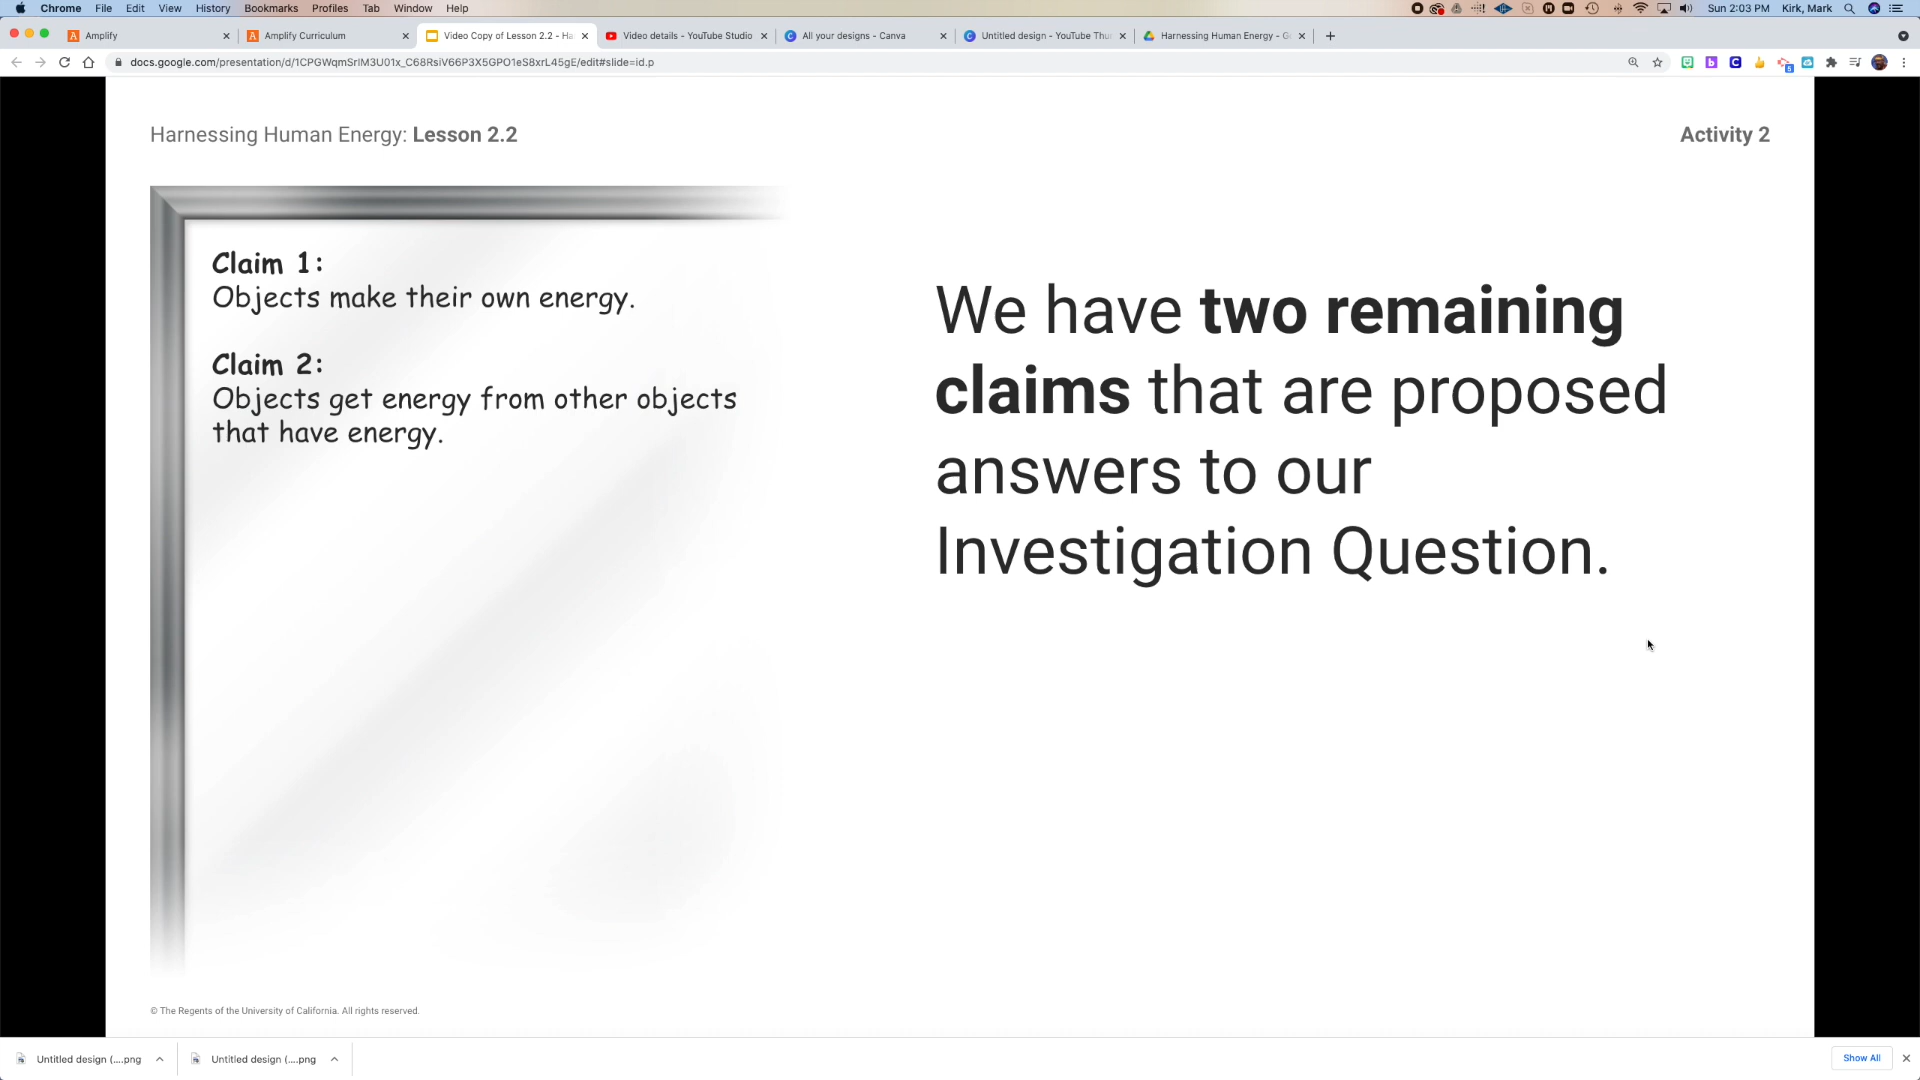 Chrome File Edit View History Bookmarks Profiles Tab Window Help
Sun 2:03 PM Kirk, Mark
Amplify
Amplify Curriculum
Video Copy of Lesson 2.2 - Ha
Video details - YouTube Studio
All your designs - Canva
Untitled design - YouTube Thu
Harnessing Human Energy - G
docs.google.com/presentation/d/1CPGWqmSrIM3U01x_C68RsiV66P3X5GPO1eS8xrL45gE/edit#slide=id.p
Harnessing Human Energy: Lesson 2.2
Activity 2
Claim 1:
Objects make their own energy.
Claim 2:
Objects get energy from other objects
that have energy.
We have two remaining
claims that are proposed
answers to our
Investigation Question.
© The Regents of the University of California. All rights reserved.
Untitled design (....png
Untitled design (....png
Show All